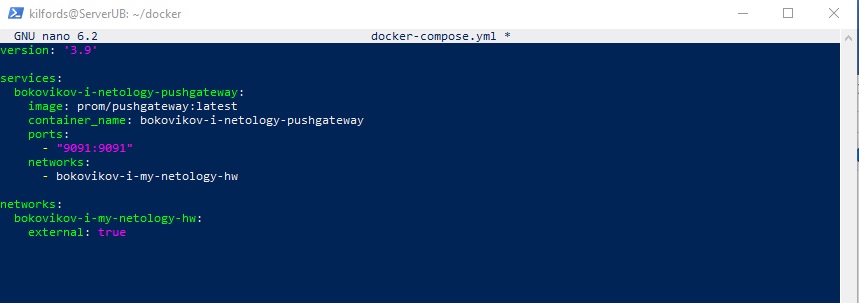 kilfords@ServerUB: ~/docker
GNU nano 6.2 docker-compose.yml *
version: '3.9'

services:
  bokovikov-i-netology-pushgateway:
    image: prom/pushgateway:latest
    container_name: bokovikov-i-netology-pushgateway
    ports:
      - "9091:9091"
    networks:
      - bokovikov-i-my-netology-hw

networks:
  bokovikov-i-my-netology-hw:
    external: true